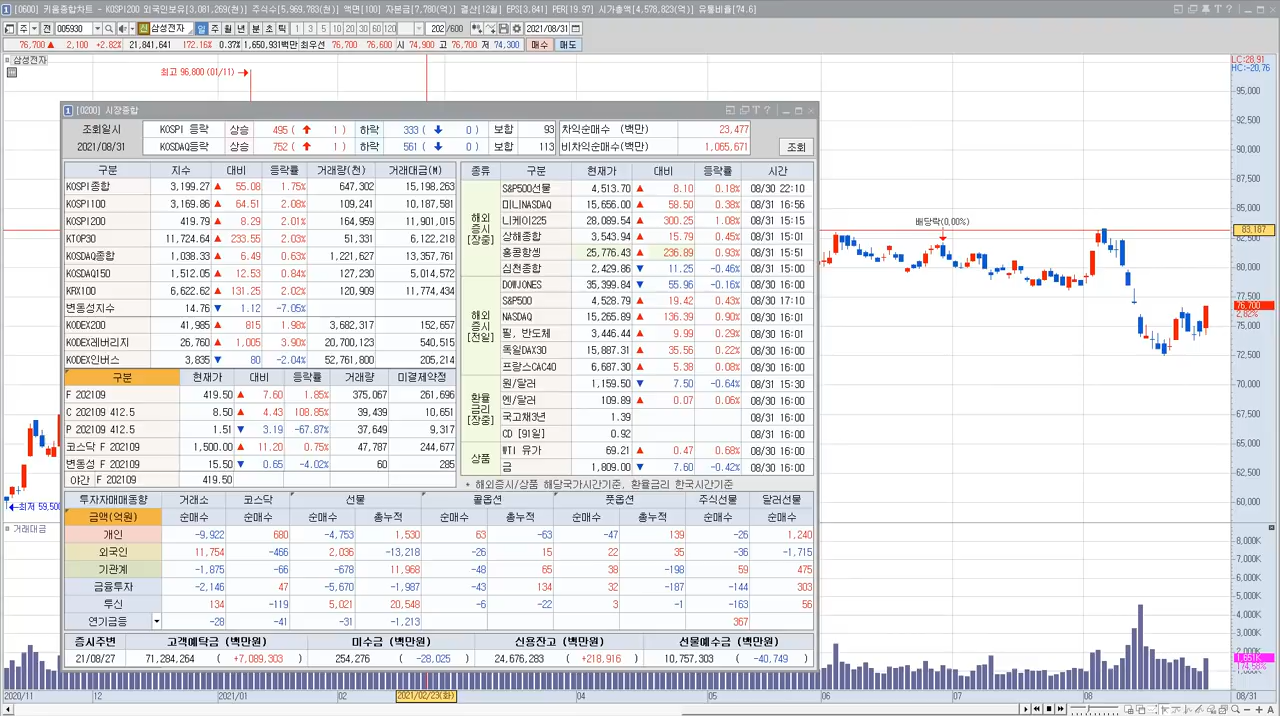 [0600] 키움종합차트 - KOSPI200 외국인보유[3,081,269(천)] 주식수[5,969,783(천)] 액면[100] 자본금[7,780(억)] 결산[12월] EPS[3,841] PER[19.97] 시가총액[4,578,823(억)] 유통비율[74.6]
주 전 005930 신 삼성전자 일 주 월 년 분 초 틱 1 3 5 10 20 30 60 120 202 /600 2021/08/31
76,700 ▲ 2,100 +2.82% 21,841,641 172.16% 0.37% 1,650,931백만 최우선 76,700 76,600 시 74,900 고 76,700 저 74,300 매수 매도
삼성전자
LC:28.91
HC:-20.76
최고 96,800 (01/11)
[0200] 시장종합
조회일시 KOSPI 등락 상승 495 ( 1 ) 하락 333 ( 0 ) 보합 93 차익순매수 (백만) 23,477
2021/08/31 KOSDAQ등락 상승 752 ( 1 ) 하락 561 ( 0 ) 보합 113 비차익순매수(백만) 1,065,671 조회
구분 지수 대비 등락률 거래량(천) 거래대금(M)
KOSPI종합 3,199.27 ▲ 55.08 1.75% 647,302 15,198,263
KOSPI100 3,169.86 ▲ 64.51 2.08% 109,241 10,187,581
KOSPI200 419.79 ▲ 8.29 2.01% 164,959 11,901,015
KTOP30 11,724.64 ▲ 233.55 2.03% 51,331 6,122,218
KOSDAQ종합 1,038.33 ▲ 6.49 0.63% 1,221,627 13,357,761
KOSDAQ150 1,512.05 ▲ 12.53 0.84% 127,230 5,014,572
KRX100 6,622.62 ▲ 131.25 2.02% 120,909 11,774,434
변동성지수 14.76 ▼ 1.12 -7.05%
KODEX200 41,985 ▲ 815 1.98% 3,682,317 152,657
KODEX레버리지 26,760 ▲ 1,005 3.90% 20,700,123 540,519
KODEX인버스 3,835 ▼ 80 -2.04% 52,761,800 205,214
구분 현재가 대비 등락률 거래량 미결제약정
F 202109 419.50 ▲ 7.60 1.85% 375,067 261,696
C 202109 412.5 8.50 ▲ 4.43 108.85% 39,439 10,651
P 202109 412.5 1.51 ▼ 3.19 -67.87% 37,649 9,317
코스닥 F 202109 1,500.00 ▲ 11.20 0.75% 47,787 244,677
변동성 F 202109 15.50 ▼ 0.65 -4.02% 60 285
야간 F 202109 419.50
종류 구분 현재가 대비 등락률 시간
해외증시[장중]
S&P500선물 4,513.70 ▲ 8.10 0.18% 08/30 22:10
미니NASDAQ 15,656.00 ▲ 58.50 0.38% 08/31 16:56
니케이225 28,089.54 ▲ 300.25 1.08% 08/31 15:15
상해종합 3,543.94 ▲ 15.79 0.45% 08/31 15:01
홍콩항셍 25,776.43 ▲ 236.89 0.93% 08/31 15:51
심천종합 2,429.86 ▼ 11.25 -0.46% 08/31 15:00
해외증시[전일]
DOWJONES 35,399.84 ▼ 55.96 -0.16% 08/30 16:00
S&P500 4,528.79 ▲ 19.42 0.43% 08/30 17:10
NASDAQ 15,265.89 ▲ 136.39 0.90% 08/31 16:01
필, 반도체 3,446.44 ▲ 9.99 0.29% 08/30 16:01
독일DAX30 15,887.31 ▲ 35.56 0.22% 08/30 16:00
프랑스CAC40 6,687.30 ▲ 5.38 0.08% 08/30 16:00
환율금리[장중]
원/달러 1,159.50 ▼ 7.50 -0.64% 08/31 15:30
엔/달러 109.89 ▲ 0.07 0.06% 08/31 16:00
국고채3년 1.39 08/31 16:00
CD [91일] 0.92 08/31 16:00
상품
WTI 유가 69.21 ▲ 0.47 0.68% 08/30 16:00
금 1,809.00 ▼ 7.60 -0.42% 08/30 16:00
* 해외증시/상품 해당국가시간기준, 환율금리 한국시간기준
투자자매매동향 거래소 코스닥 선물 콜옵션 풋옵션 주식선물 달러선물
금액(억원) 순매수 순매수 순매수 총누적 순매수 총누적 순매수 총누적 순매수 순매수
개인 -9,922 680 -4,753 1,530 63 -63 -47 139 -26 1,240
외국인 11,754 -466 2,036 -13,218 -26 15 22 35 -36 -1,715
기관계 -1,875 -66 -678 11,968 -48 65 38 -198 59 475
금융투자 -2,146 47 -5,670 -1,987 -43 134 32 -187 -144 303
투신 134 -119 5,021 20,548 -6 -22 3 -1 -163 56
연기금등 -28 -41 -31 -1,213 367
증시주변 고객예탁금 (백만원) 미수금 (백만원) 신용잔고 (백만원) 선물예수금 (백만원)
21/08/27 71,284,264 ( +7,089,303 ) 254,276 ( -28,025 ) 24,676,283 ( +218,916 ) 10,757,303 ( -40,749 )
배당락(0.00%)
95,000
92,500
90,000
87,500
85,000
83,187
82,500
80,000
77,500
76,700
2.82%
75,000
72,500
70,000
67,500
65,000
62,500
60,000
최저 59,500
거래대금
8,000K
7,000K
6,000K
5,000K
4,000K
3,000K
2,000K
1,651K
174.58%
1,000K
2020/11 12 2021/01 02 2021/02/23(화) 04 05 06 07 08 08/31